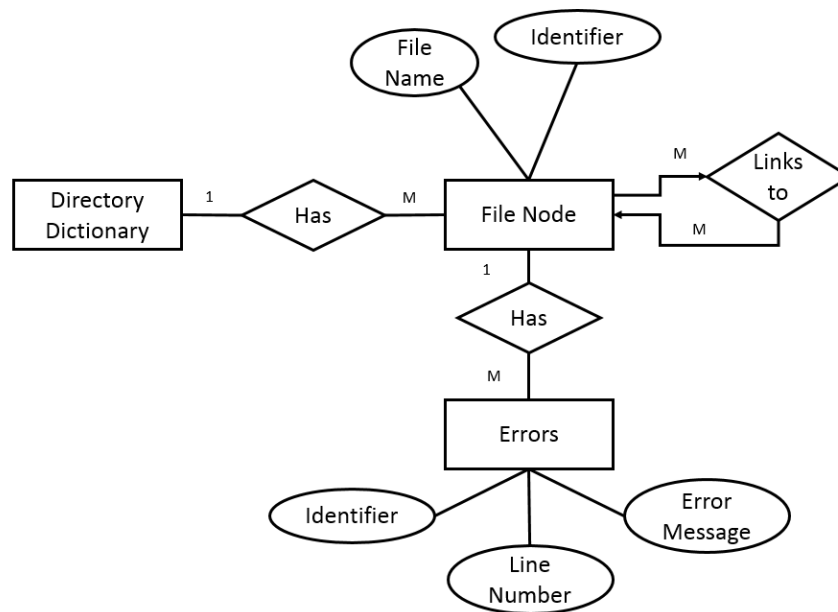 File
Name
Identifier
Directory
Dictionary
1
Has
M
File Node
M
Links
to
M
1
Has
M
Errors
Identifier
Line
Number
Error
Message